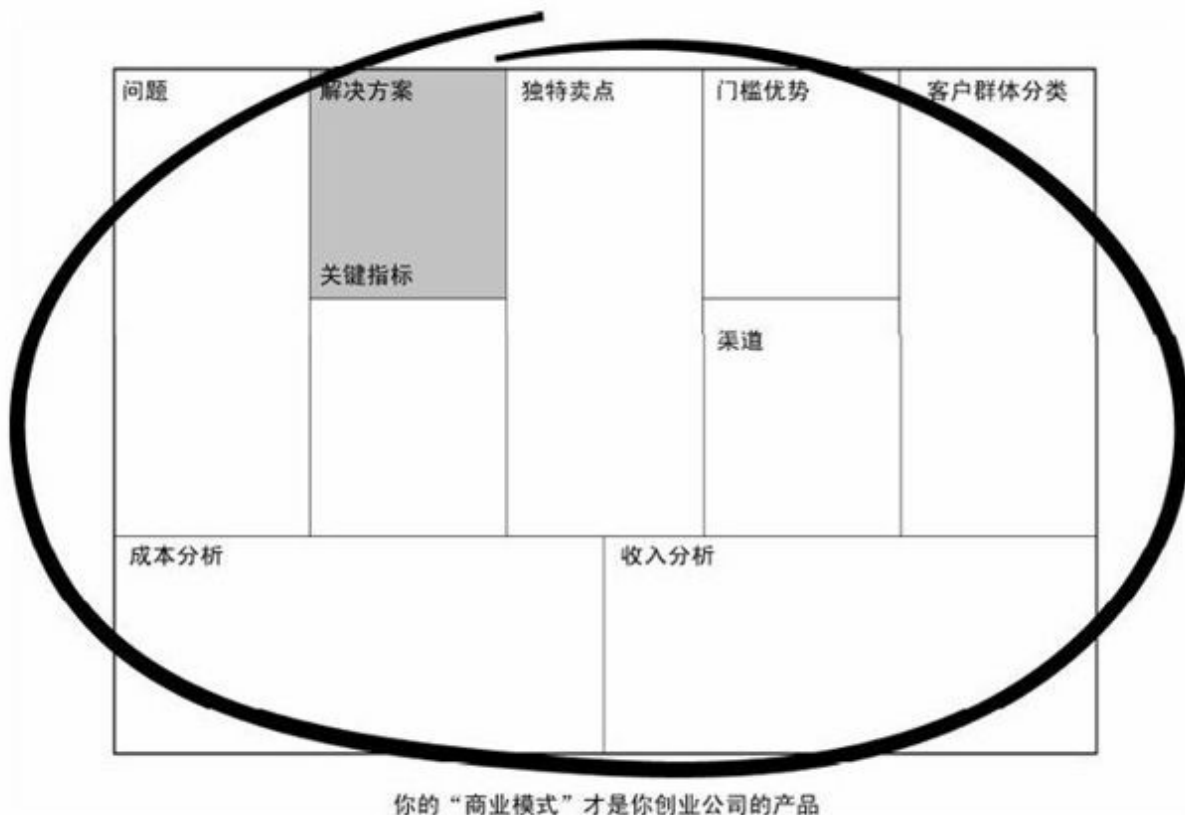 问题
解决方案
独特卖点
门槛优势
客户群体分类
关键指标
渠道
成本分析
收入分析
你的“商业模式”才是你创业公司的产品